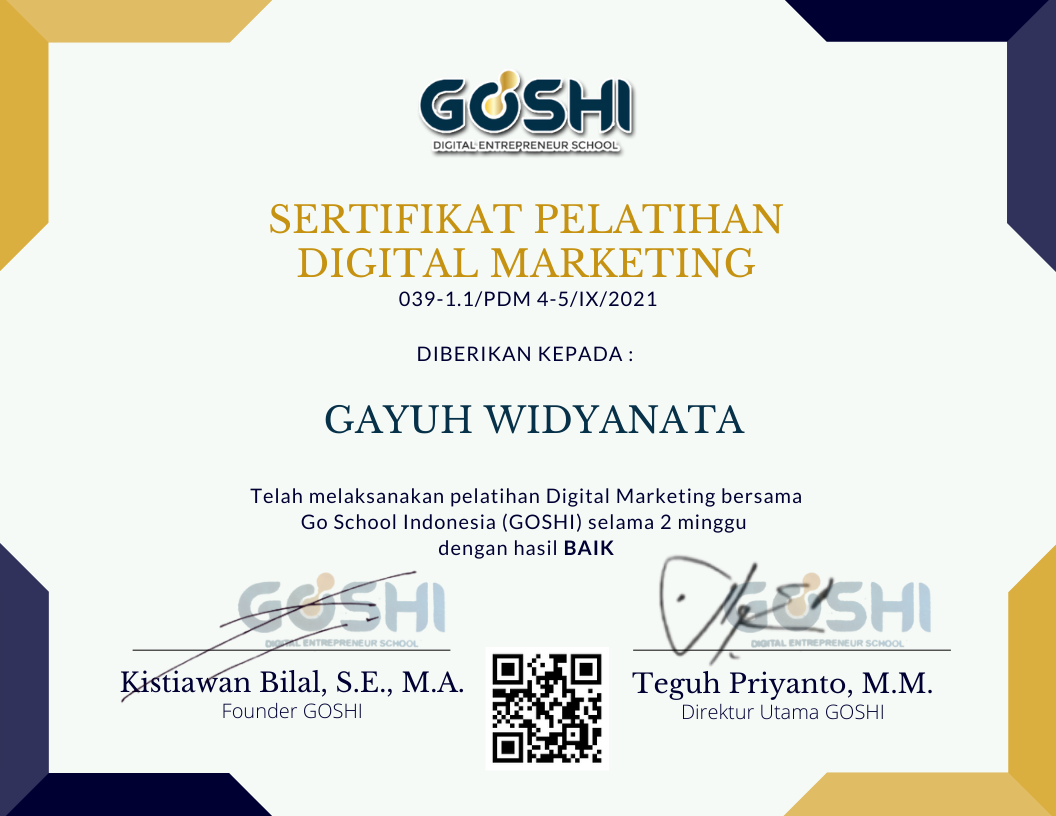 GOSHI
DIGITAL ENTREPRENEUR SCHOOL
SERTIFIKAT PELATIHAN
DIGITAL MARKETING
039-1.1/PDM 4-5/IX/2021
DIBERIKAN KEPADA :
GAYUH WIDYANATA
Telah melaksanakan pelatihan Digital Marketing bersama
Go School Indonesia (GOSHI) selama 2 minggu
dengan hasil BAIK
GOSHI
DIGITAL ENTREPRENEUR SCHOOL
Kistiawan Bilal, S.E., M.A.
Founder GOSHI
GOSHI
DIGITAL ENTREPRENEUR SCHOOL
Teguh Priyanto, M.M.
Direktur Utama GOSHI